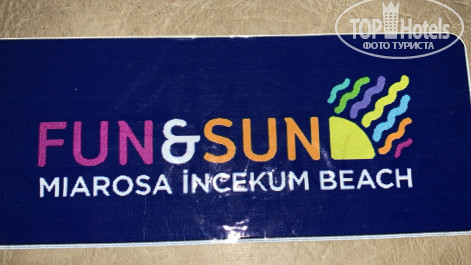 TOP Hotels
ФОТО ТУРИСТА
FUN&SUN
MIAROSA İNCEKUM BEACH